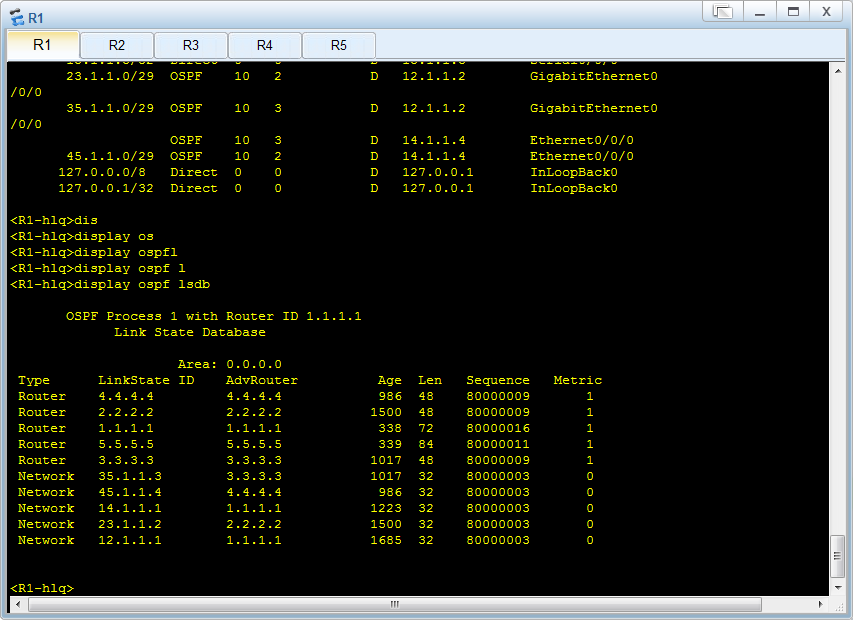 R1
R1 R2 R3 R4 R5
23.1.1.0/29 OSPF 10 2 D 12.1.1.2 GigabitEthernet0
/0/0
35.1.1.0/29 OSPF 10 3 D 12.1.1.2 GigabitEthernet0
/0/0
OSPF 10 3 D 14.1.1.4 Ethernet0/0/0
45.1.1.0/29 OSPF 10 2 D 14.1.1.4 Ethernet0/0/0
127.0.0.0/8 Direct 0 0 D 127.0.0.1 InLoopBack0
127.0.0.1/32 Direct 0 0 D 127.0.0.1 InLoopBack0
<R1-hlq>dis
<R1-hlq>display os
<R1-hlq>display ospfl
<R1-hlq>display ospf l
<R1-hlq>display ospf lsdb
OSPF Process 1 with Router ID 1.1.1.1
Link State Database
Area: 0.0.0.0
Type LinkState ID AdvRouter Age Len Sequence Metric
Router 4.4.4.4 4.4.4.4 986 48 80000009 1
Router 2.2.2.2 2.2.2.2 1500 48 80000009 1
Router 1.1.1.1 1.1.1.1 338 72 80000016 1
Router 5.5.5.5 5.5.5.5 339 84 80000011 1
Router 3.3.3.3 3.3.3.3 1017 48 80000009 1
Network 35.1.1.3 3.3.3.3 1017 32 80000003 0
Network 45.1.1.4 4.4.4.4 986 32 80000003 0
Network 14.1.1.1 1.1.1.1 1223 32 80000003 0
Network 23.1.1.2 2.2.2.2 1500 32 80000003 0
Network 12.1.1.1 1.1.1.1 1685 32 80000003 0
<R1-hlq>